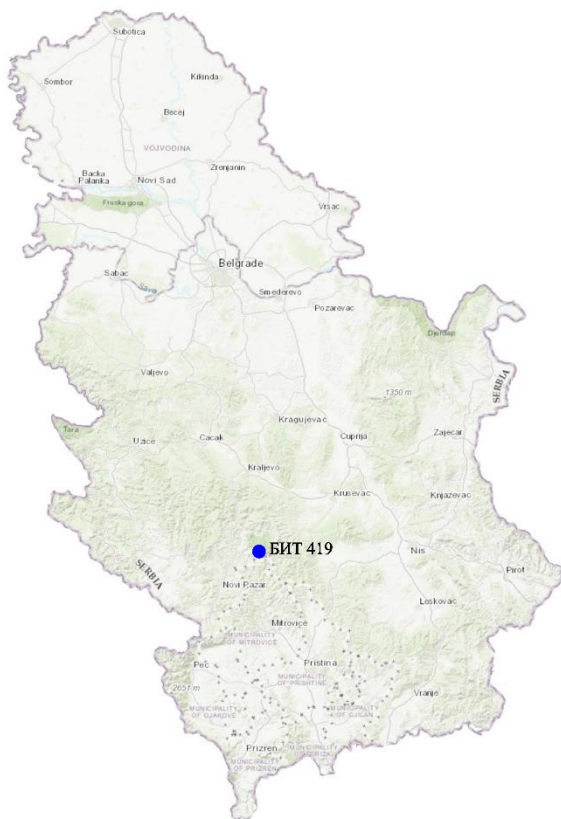 Subotica
Sombor
Kikinda
Becej
VOJVODINA
Backa
Palanka
Novi Sad
Zrenjanin
Fruska gora
Vrsac
Belgrade
Sabac
Sava
Smederevo
Pozarevac
Djerdap
SERBIA
Valjevo
1350 m
Kragujevac
Tara
Uzice
Cacak
Cuprija
Zajecar
Kraljevo
Krusevac
Knjazevac
БИТ 419
Nis
SERBIA
Pirot
Novi Pazar
Leskovac
Mitrovice
MUNICIPALITY
OF MITROVICE
Pristina
Peć
MUNICIPALITY
OF PRISHTINE
2651 m
Vranje
MUNICIPALITY
OF GJAKOVË
MUNICIPALITY
OF GJILAN
Prizren
MUNICIPALITY
OF PRIZREN